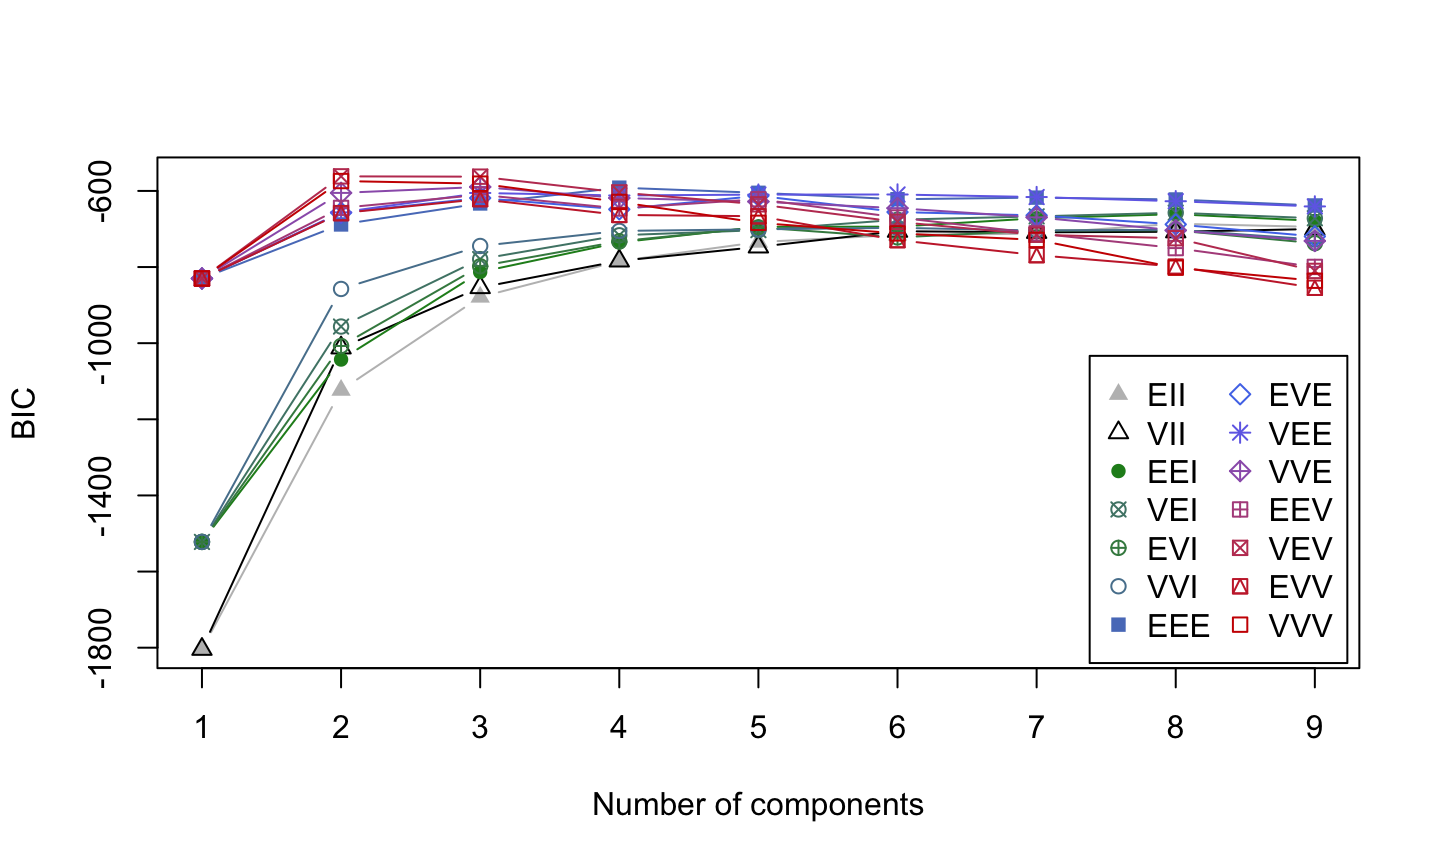 BIC
-600
-1000
-1400
-1800
EII EVE
VII VEE
EEI VVE
VEI EEV
EVI VEV
VVI EVV
EEE VVV
1 2 3 4 5 6 7 8 9
Number of components